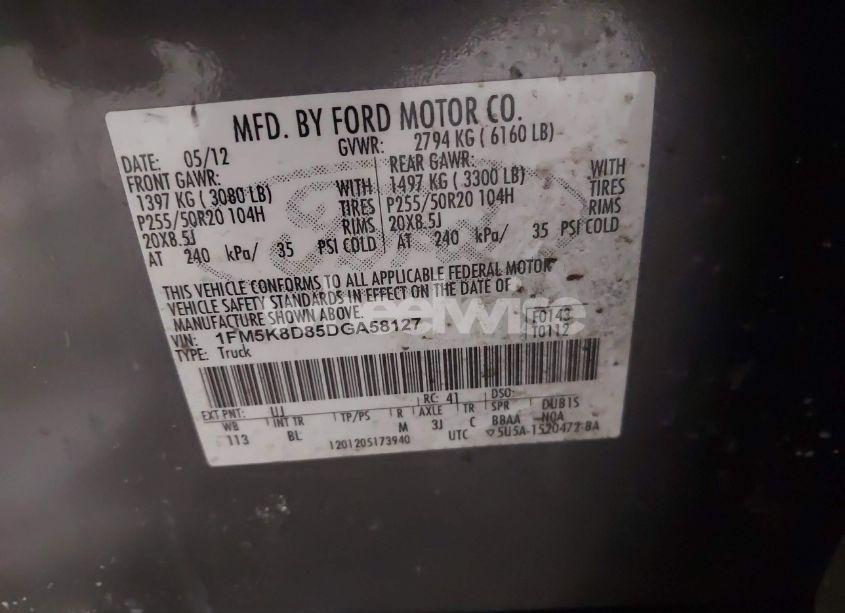 MFD. BY FORD MOTOR CO.
DATE: 05/12 GVWR: 2794 KG ( 6160 LB)
FRONT GAWR: REAR GAWR:
1397 KG ( 3080 LB) WITH 1497 KG ( 3300 LB) WITH
P255/50R20 104H TIRES P255/50R20 104H TIRES
20X8.5J RIMS 20X8.5J RIMS
AT 240 kPa/ 35 PSI COLD AT 240 kPa/ 35 PSI COLD
THIS VEHICLE CONFORMS TO ALL APPLICABLE FEDERAL MOTOR
VEHICLE SAFETY STANDARDS IN EFFECT ON THE DATE OF
MANUFACTURE SHOWN ABOVE.
VIN: 1FM5K8D85DGA58127 F0143
TYPE: Truck T0112
EXT PNT: UJ RC: 41 DSO:
WB INT TR TP/PS R AXLE TR SPR DUBIS
113 BL M 3J C BBAA NQA
1201205173940 UTC 5U5A-1520472-BA